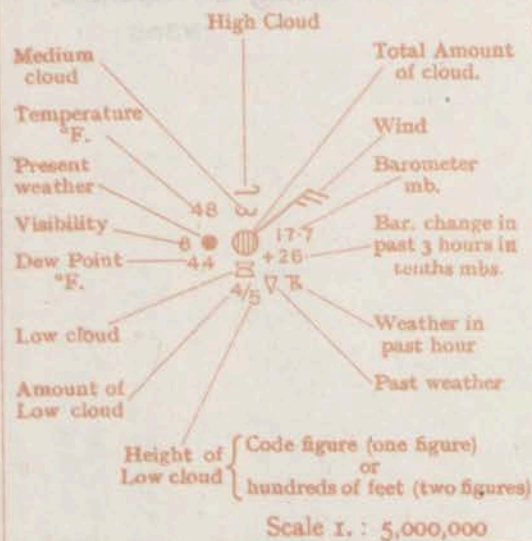 High Cloud
Medium
cloud
Total Amount
of cloud.
Temperature
°F.
Wind
Present
weather
Barometer
mb.
48
Visibility
6
17.7
Bar. change in
past 3 hours in
tenths mbs.
+26
Dew Point
°F.
44
4/5
Low cloud
Weather in
past hour
Amount of
Low cloud
Past weather
Height of
Low cloud
Code figure (one figure)
or
hundreds of feet (two figures)
Scale 1. : 5,000,000